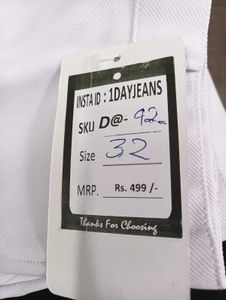 INSTA ID : 1DAYJEANS
SKU D@- 92
Size 32
MRP. Rs. 499 /-
Thanks For Choosing